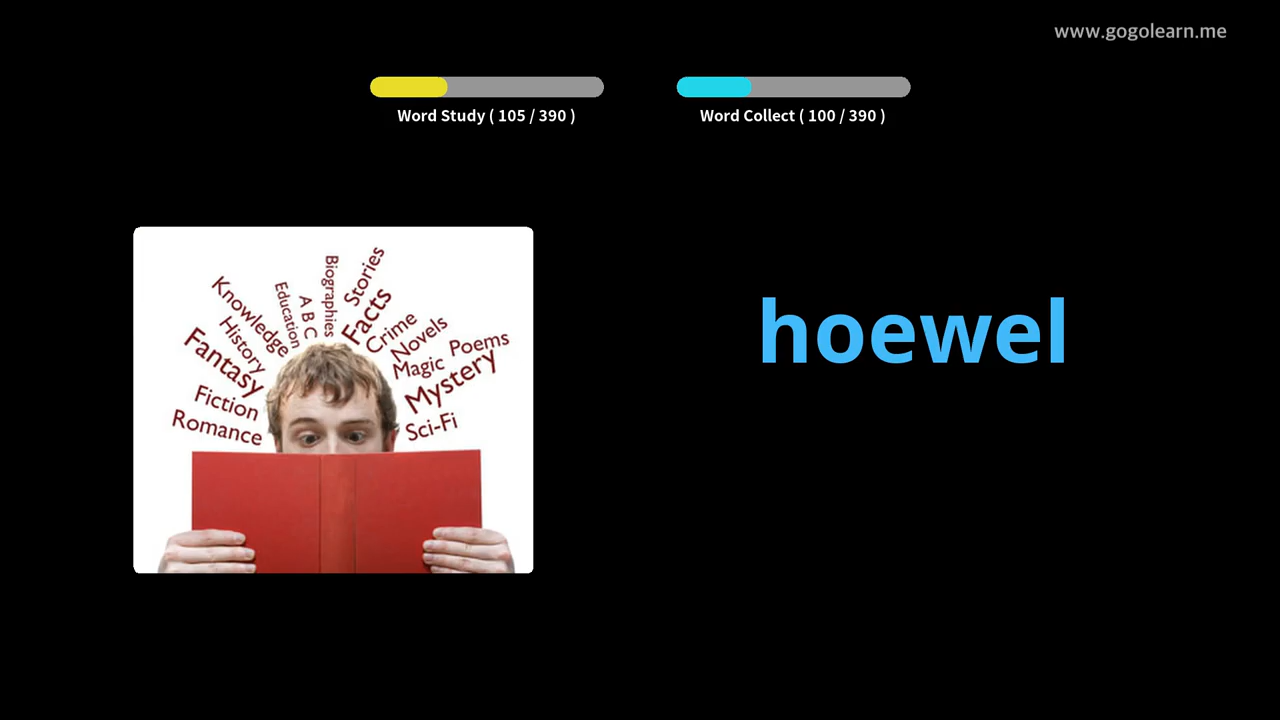 www.gogolearn.me
Word Study ( 105 / 390 )
Word Collect ( 100 / 390 )
hoewel
Romance
Fiction
Fantasy
History
Knowledge
Education
A B C
Biographies
Stories
Facts
Crime
Novels
Magic
Poems
Mystery
Sci-Fi